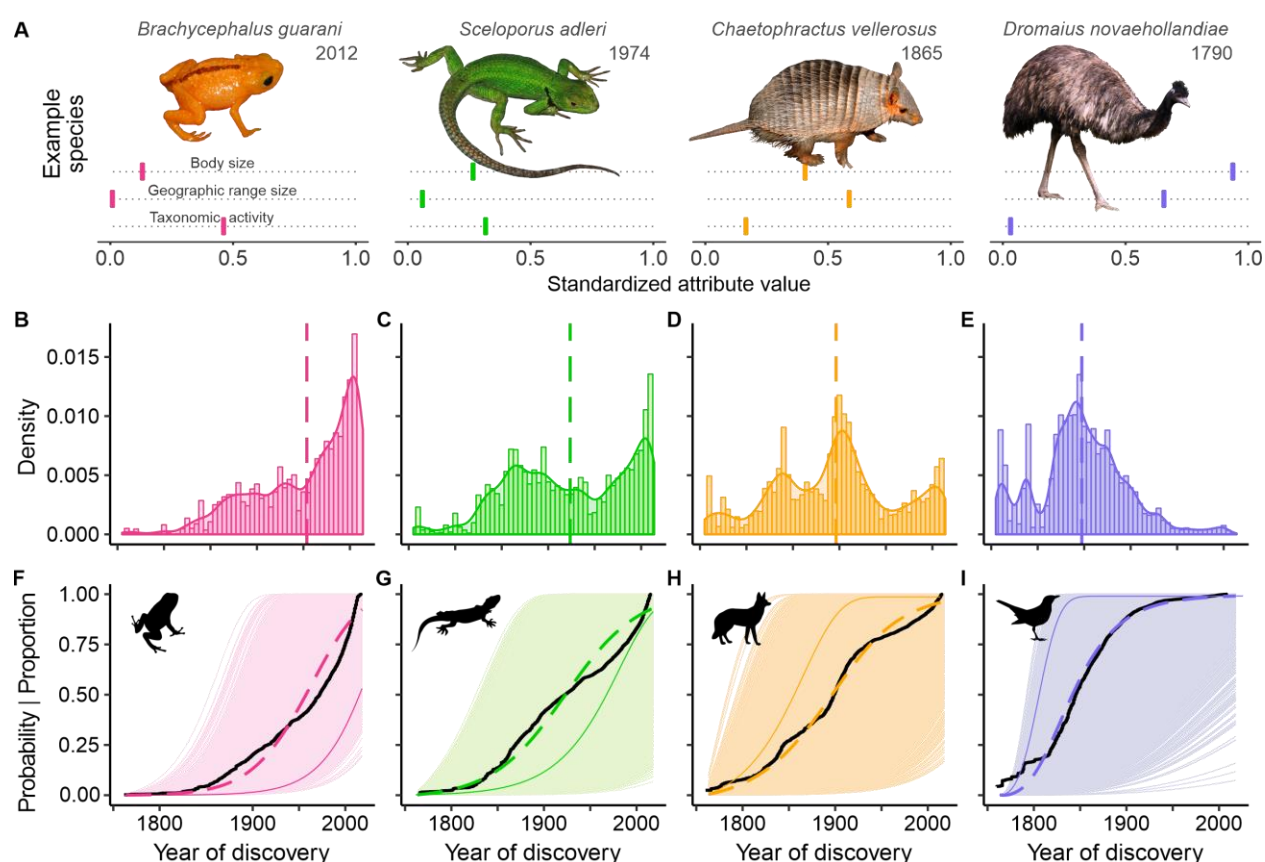 A
Brachycephalus guarani
2012
Sceloporus adleri
1974
Chaetophractus vellerosus
1865
Dromaius novaehollandiae
1790
Example
species
Body size
Geographic range size
Taxonomic activity
0.0 0.5 1.0
0.0 0.5 1.0
0.0 0.5 1.0
0.0 0.5 1.0
Standardized attribute value
B
C
D
E
Density
0.015
0.010
0.005
0.000
F
G
H
I
Probability | Proportion
1.00
0.75
0.50
0.25
0.00
1800 1900 2000
1800 1900 2000
1800 1900 2000
1800 1900 2000
Year of discovery
Year of discovery
Year of discovery
Year of discovery